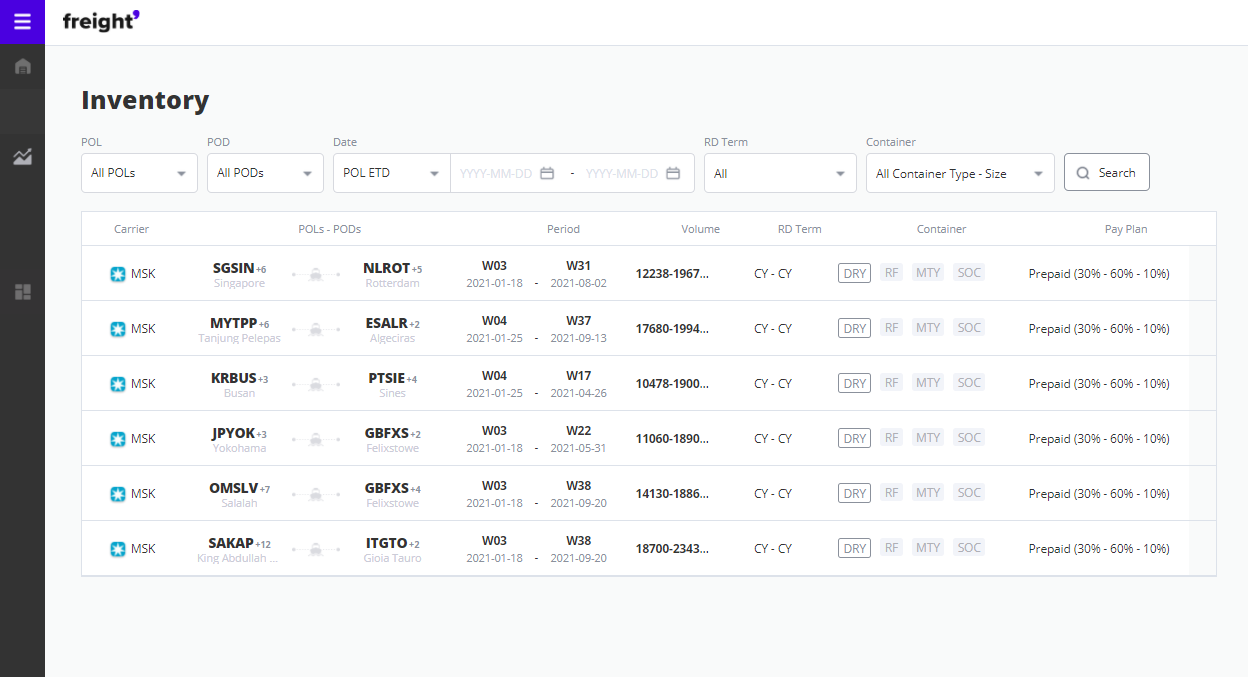 freight'
Inventory
POL POD Date RD Term Container
All POLs All PODs POL ETD YYYY-MM-DD - YYYY-MM-DD All All Container Type - Size Search
Carrier POLs - PODs Period Volume RD Term Container Pay Plan
MSK SGSIN +6 NLROT +5 W03 W31 12238-1967... CY - CY DRY RF MTY SOC Prepaid (30% - 60% - 10%)
Singapore Rotterdam 2021-01-18 - 2021-08-02
MSK MYTPP +6 ESALR +2 W04 W37 17680-1994... CY - CY DRY RF MTY SOC Prepaid (30% - 60% - 10%)
Tanjung Pelepas Algeciras 2021-01-25 - 2021-09-13
MSK KRBUS +3 PTSIE +4 W04 W17 10478-1900... CY - CY DRY RF MTY SOC Prepaid (30% - 60% - 10%)
Busan Sines 2021-01-25 - 2021-04-26
MSK JPYOK +3 GBFXS +2 W03 W22 11060-1890... CY - CY DRY RF MTY SOC Prepaid (30% - 60% - 10%)
Yokohama Felixstowe 2021-01-18 - 2021-05-31
MSK OMSLV +7 GBFXS +4 W03 W38 14130-1886... CY - CY DRY RF MTY SOC Prepaid (30% - 60% - 10%)
Salalah Felixstowe 2021-01-18 - 2021-09-20
MSK SAKAP +12 ITGTO +2 W03 W38 18700-2343... CY - CY DRY RF MTY SOC Prepaid (30% - 60% - 10%)
King Abdullah ... Gioia Tauro 2021-01-18 - 2021-09-20